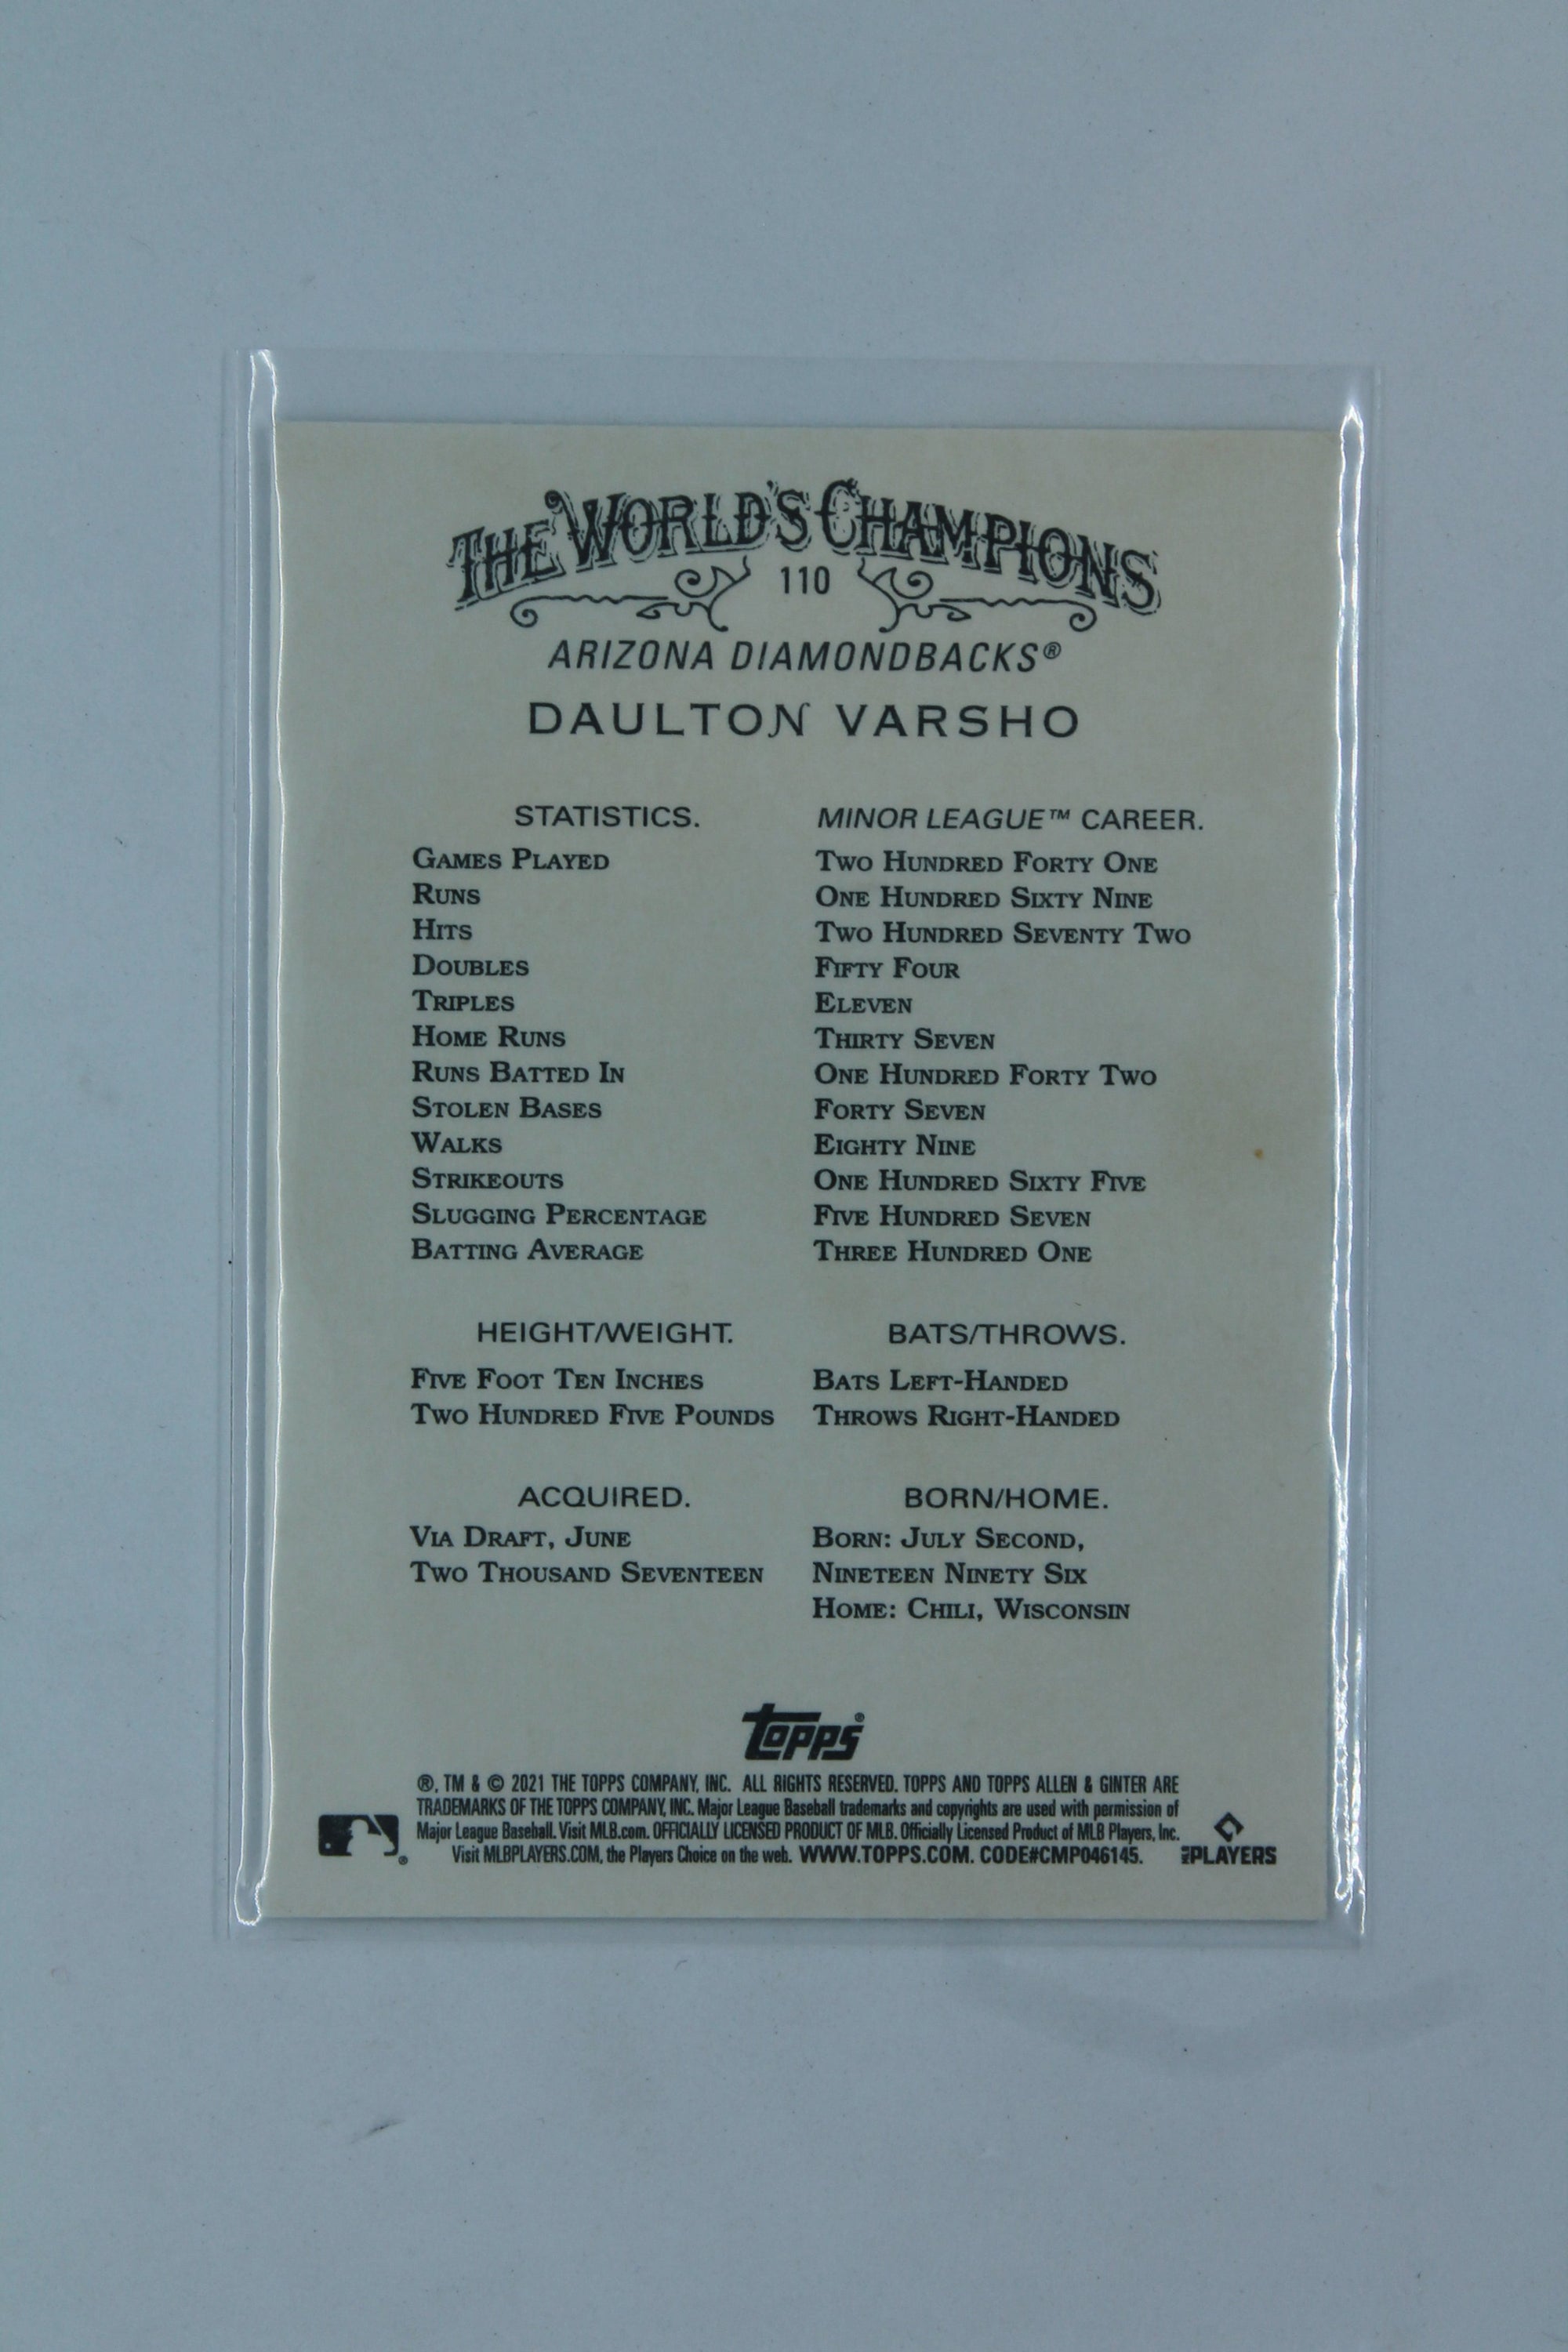 THE WORLD'S CHAMPIONS
110
ARIZONA DIAMONDBACKS®
DAULTON VARSHO
STATISTICS. MINOR LEAGUE™ CAREER.
GAMES PLAYED TWO HUNDRED FORTY ONE
RUNS ONE HUNDRED SIXTY NINE
HITS TWO HUNDRED SEVENTY TWO
DOUBLES FIFTY FOUR
TRIPLES ELEVEN
HOME RUNS THIRTY SEVEN
RUNS BATTED IN ONE HUNDRED FORTY TWO
STOLEN BASES FORTY SEVEN
WALKS EIGHTY NINE
STRIKEOUTS ONE HUNDRED SIXTY FIVE
SLUGGING PERCENTAGE FIVE HUNDRED SEVEN
BATTING AVERAGE THREE HUNDRED ONE
HEIGHT/WEIGHT. BATS/THROWS.
FIVE FOOT TEN INCHES BATS LEFT-HANDED
TWO HUNDRED FIVE POUNDS THROWS RIGHT-HANDED
ACQUIRED. BORN/HOME.
VIA DRAFT, JUNE BORN: JULY SECOND,
TWO THOUSAND SEVENTEEN NINETEEN NINETY SIX
HOME: CHILI, WISCONSIN
TOPPS®
®, TM & © 2021 THE TOPPS COMPANY, INC. ALL RIGHTS RESERVED. TOPPS AND TOPPS ALLEN & GINTER ARE
TRADEMARKS OF THE TOPPS COMPANY, INC. Major League Baseball trademarks and copyrights are used with permission of
Major League Baseball. Visit MLB.com. OFFICIALLY LICENSED PRODUCT OF MLB. Officially Licensed Product of MLB Players, Inc.
Visit MLBPLAYERS.COM, the Players Choice on the web. WWW.TOPPS.COM. CODE#CMP046145.
MLB PLAYERS